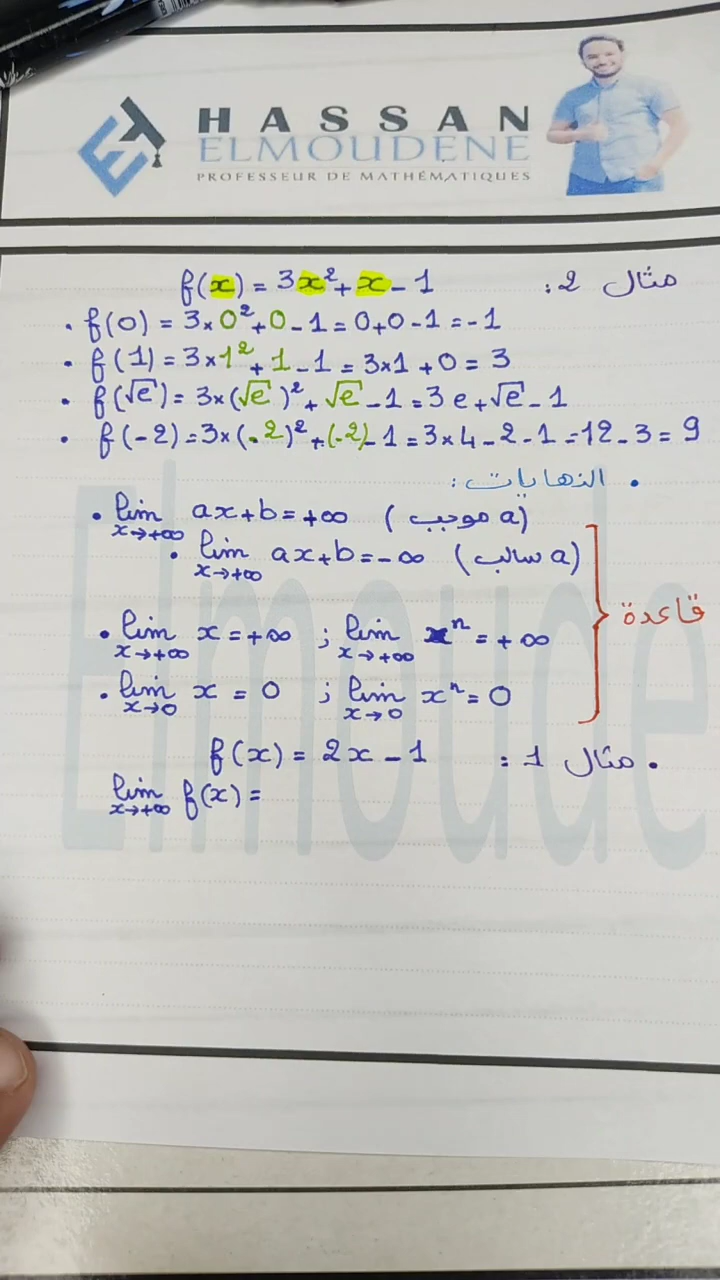 HASSAN
ELMOUDENE
PROFESSEUR DE MATHÉMATIQUES
مثال 2: f(x) = 3x² + x - 1
• f(0) = 3×0² + 0 - 1 = 0 + 0 - 1 = -1
• f(1) = 3×1² + 1 - 1 = 3×1 + 0 = 3
• f(√e) = 3×(√e)² + √e - 1 = 3e + √e - 1
• f(-2) = 3×(-2)² + (-2) - 1 = 3×4 - 2 - 1 = 12 - 3 = 9
• النهايات:
• lim x→+∞ ax+b = +∞ (a موجب)
• lim x→+∞ ax+b = -∞ (a سالب)
قاعدة
• lim x→+∞ x = +∞ ; lim x→+∞ xⁿ = +∞
• lim x→0 x = 0 ; lim x→0 xⁿ = 0
• مثال 1: f(x) = 2x - 1
lim x→+∞ f(x) =
Elmoude